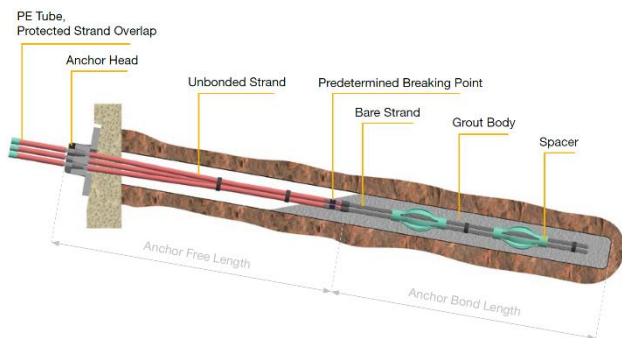 PE Tube,
Protected Strand Overlap
Anchor Head
Unbonded Strand
Predetermined Breaking Point
Bare Strand
Grout Body
Spacer
Anchor Free Length
Anchor Bond Length